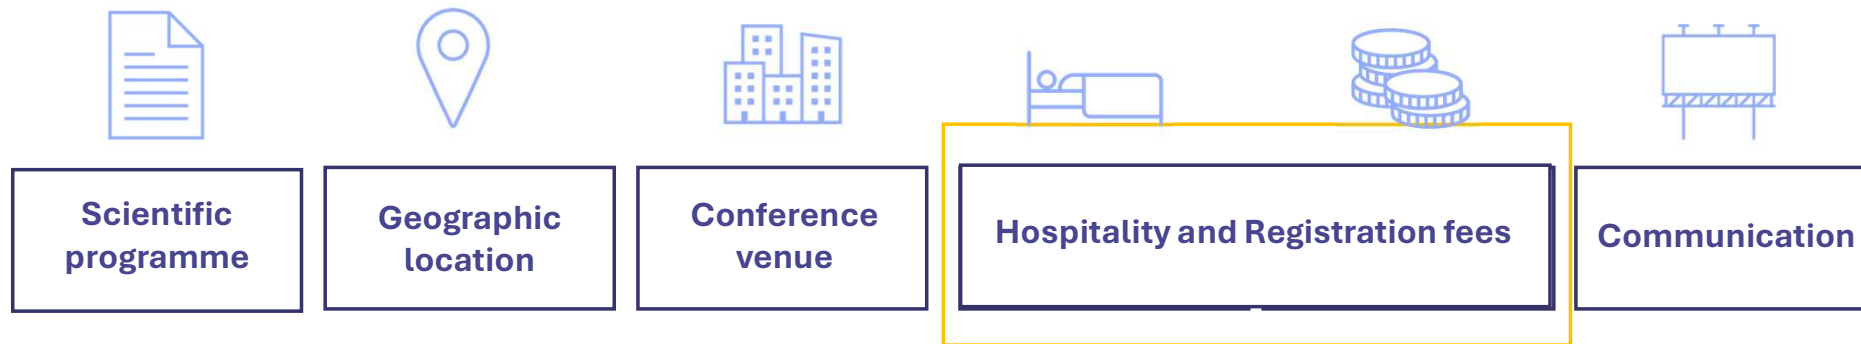 Scientific
programme
Geographic
location
Conference
venue
Hospitality and Registration fees
Communication